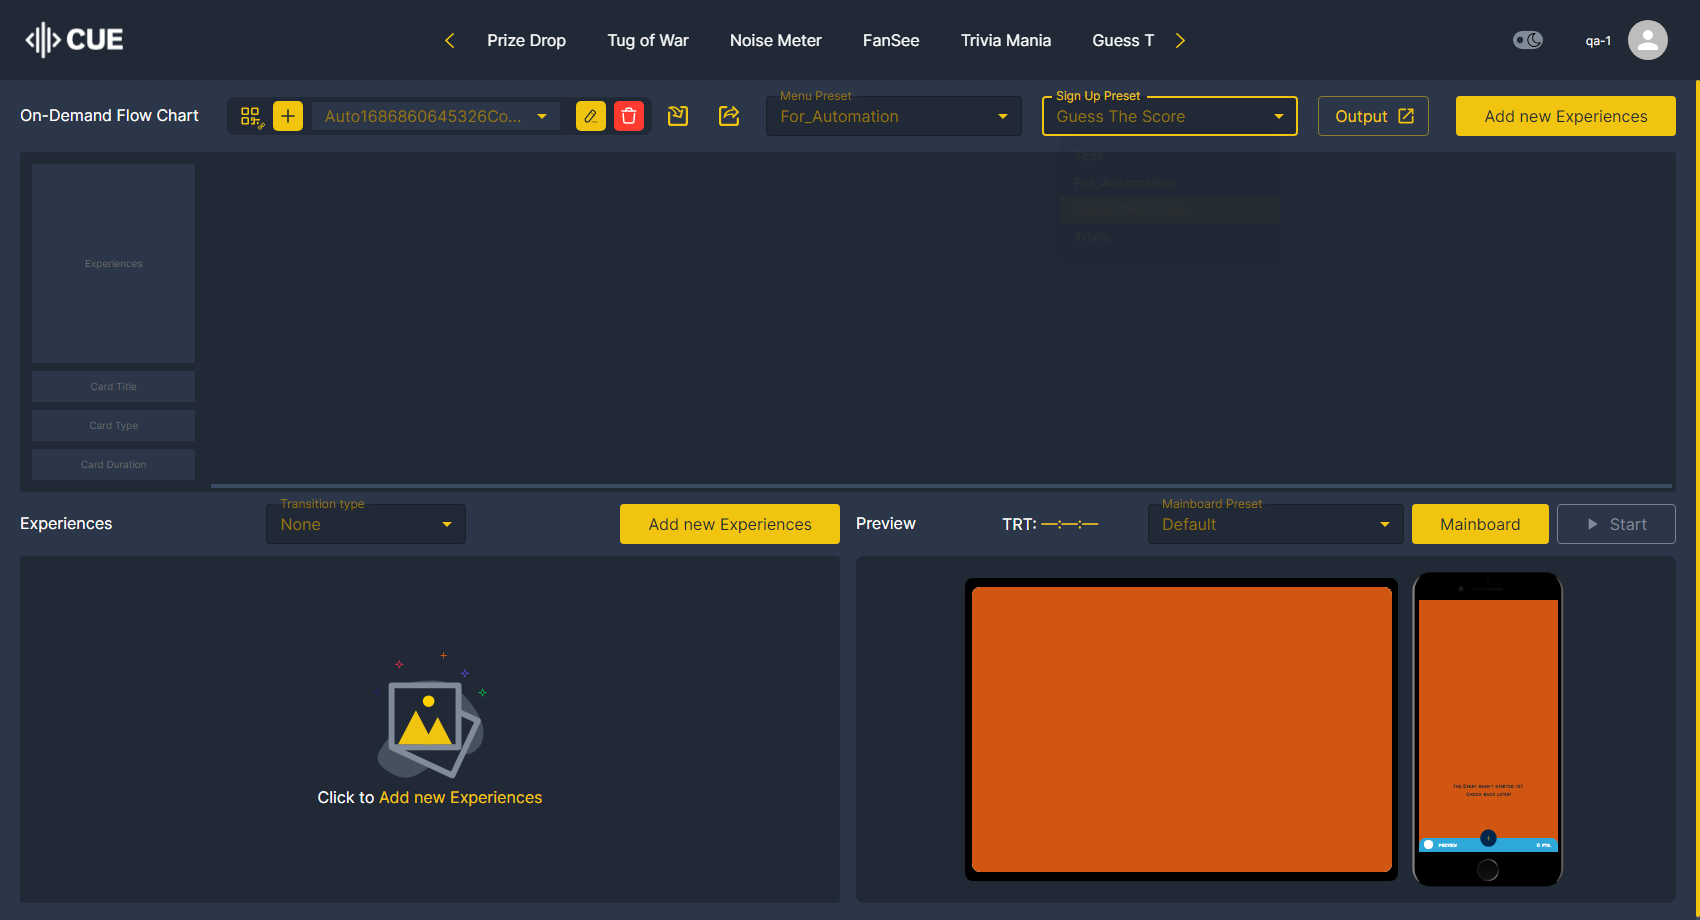 CUE
Prize Drop
Tug of War
Noise Meter
FanSee
Trivia Mania
Guess T
qa-1
On-Demand Flow Chart
Auto1686860645326Co...
Menu Preset
For_Automation
Sign Up Preset
Guess The Score
Output
Add new Experiences
Test
For_Automation
Guess The Score
Trivia
Experiences
Card Title
Card Type
Card Duration
Experiences
Transition type
None
Add new Experiences
Preview
TRT: —:—:—
Mainboard Preset
Default
Mainboard
Start
Click to Add new Experiences
The Event hasn't started yet
Check back later!
PREVIEW
0 PTS.